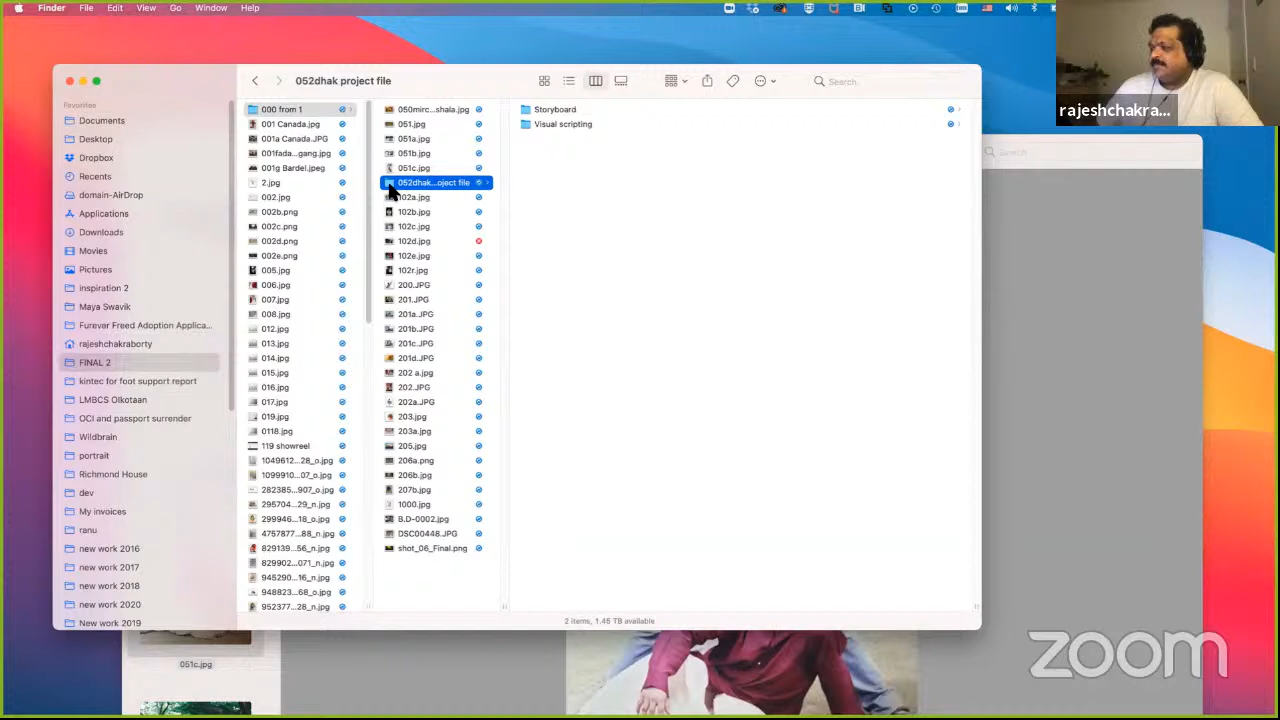 Finder File Edit View Go Window Help
052dhak project file
Search
rajeshchakra...
Search
Favorites
Documents
Desktop
Dropbox
Recents
domain-AirDrop
Applications
Downloads
Movies
Pictures
inspiration 2
Maya Swavik
Furever Freed Adoption Applica...
rajeshchakraborty
FINAL 2
kintec for foot support report
LMBCS Olkotaan
OCI and passport surrender
Wildbrain
portait
Richmond House
dev
My invoices
ranu
new work 2016
new work 2017
new work 2018
new work 2020
New work 2019
000 from 1
001 Canada.jpg
001a Canada.JPG
001fada...gang.jpg
001g Bardel.jpeg
2.jpg
002.jpg
002b.png
002c.png
002d.png
002e.png
005.jpg
006.jpg
007.jpg
008.jpg
012.jpg
013.jpg
014.jpg
015.jpg
016.jpg
017.jpg
019.jpg
0118.jpg
119 showreel
1049612...28_o.jpg
1099910...07_o.jpg
282385...907_o.jpg
295704...29_n.jpg
299946...18_o.jpg
4757877...88_n.jpg
829139...56_n.jpg
829902...071_n.jpg
945290...16_n.jpg
948823...68_o.jpg
952377...28_n.jpg
050mirc...shala.jpg
051.jpg
051a.jpg
051b.jpg
051c.jpg
052dhak...oject file
102a.jpg
102b.jpg
102c.jpg
102d.jpg
102e.jpg
102r.jpg
200.JPG
201.JPG
201a.JPG
201b.JPG
201c.JPG
201d.JPG
202 a.jpg
202.JPG
202a.JPG
203.jpg
203a.jpg
205.jpg
206a.png
206b.jpg
207b.jpg
1000.jpg
B.D-0002.jpg
DSC00448.JPG
shot_06_Final.png
Storyboard
Visual scripting
2 items, 1.45 TB available
051c.jpg
zoom